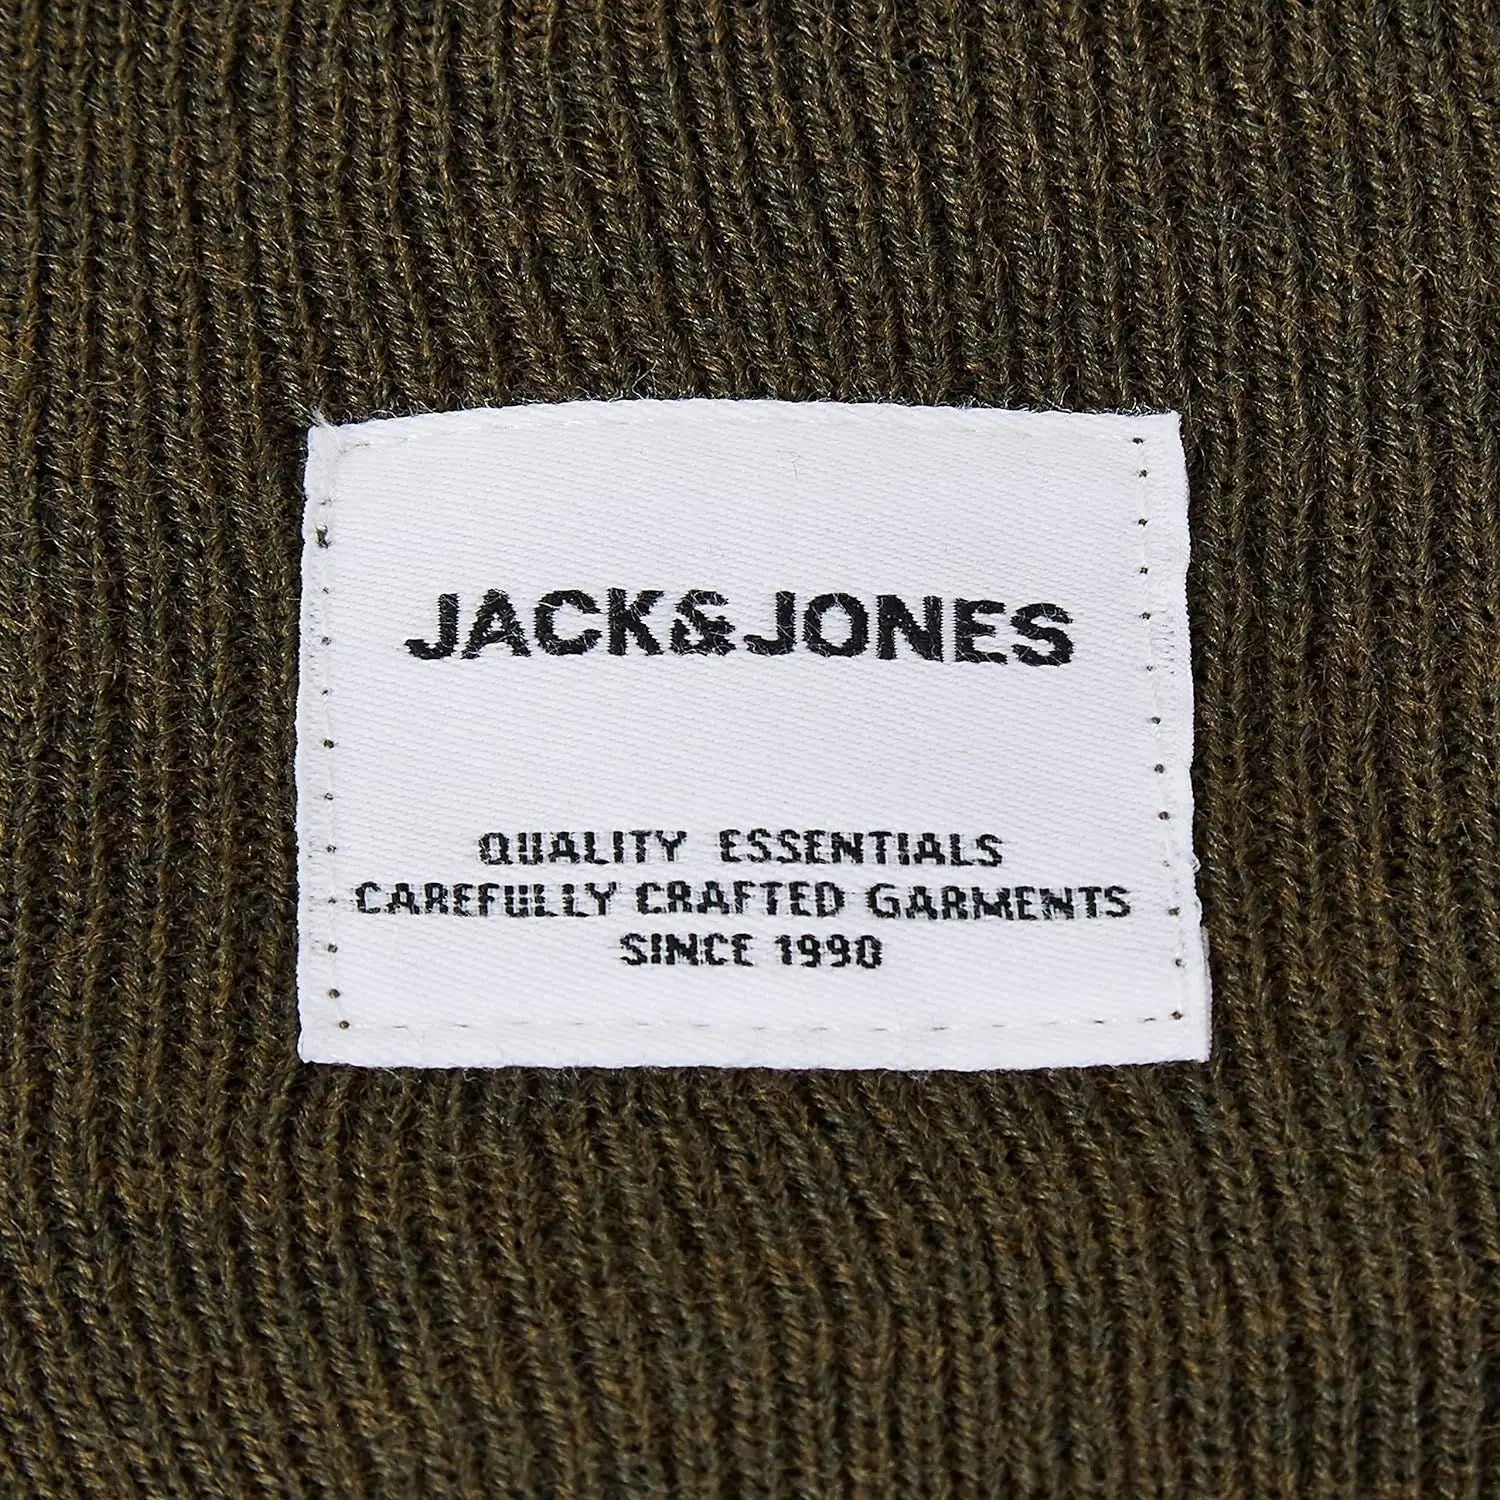 JACK&JONES
QUALITY ESSENTIALS
CAREFULLY CRAFTED GARMENTS
SINCE 1990